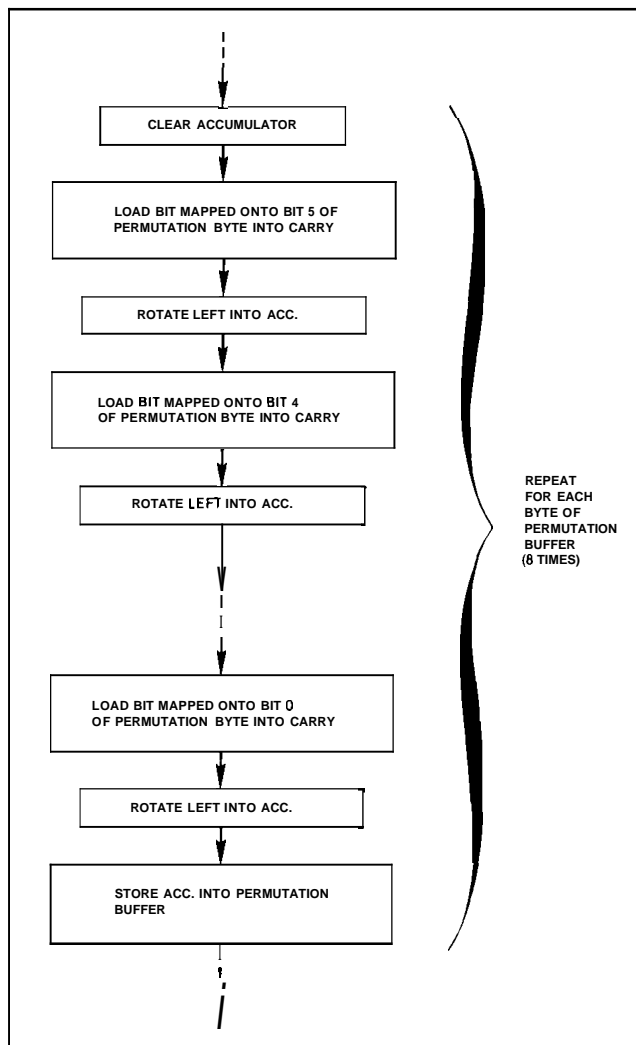 CLEAR ACCUMULATOR
LOAD BIT MAPPED ONTO BIT 5 OF
PERMUTATION BYTE INTO CARRY
ROTATE LEFT INTO ACC.
LOAD BIT MAPPED ONTO BIT 4
OF PERMUTATION BYTE INTO CARRY
ROTATE LEFT INTO ACC.
REPEAT
FOR EACH
BYTE OF
PERMUTATION
BUFFER
(8 TIMES)
LOAD BIT MAPPED ONTO BIT 0
OF PERMUTATION BYTE INTO CARRY
ROTATE LEFT INTO ACC.
STORE ACC. INTO PERMUTATION
BUFFER